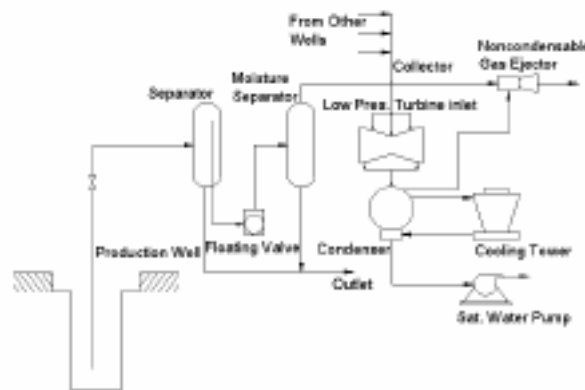 From Other
Wells
Noncondensable
Gas Ejector
Collector
Moisture
Separator
Separator
Low Pres. Turbine inlet
Production Well
Floating Valve
Condenser
Cooling Tower
Outlet
Sat. Water Pump